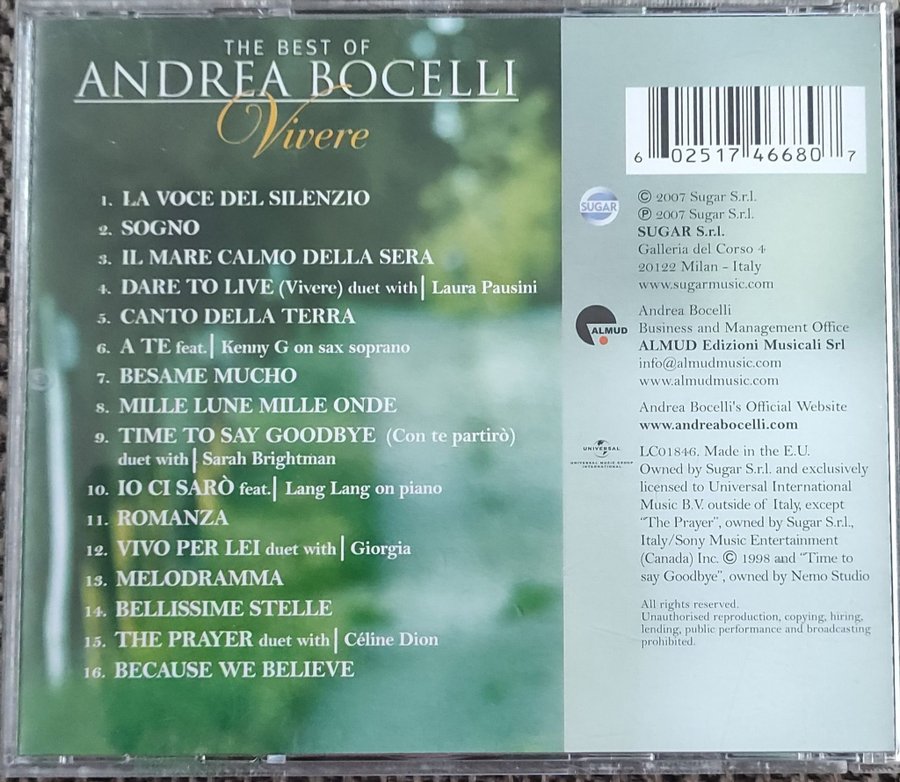 THE BEST OF
ANDREA BOCELLI
Vivere
1. LA VOCE DEL SILENZIO
2. SOGNO
3. IL MARE CALMO DELLA SERA
4. DARE TO LIVE (Vivere) duet with | Laura Pausini
5. CANTO DELLA TERRA
6. A TE feat. | Kenny G on sax soprano
7. BESAME MUCHO
8. MILLE LUNE MILLE ONDE
9. TIME TO SAY GOODBYE (Con te partirò)
duet with | Sarah Brightman
10. IO CI SARÒ feat. | Lang Lang on piano
11. ROMANZA
12. VIVO PER LEI duet with | Giorgia
13. MELODRAMMA
14. BELLISSIME STELLE
15. THE PRAYER duet with | Céline Dion
16. BECAUSE WE BELIEVE
6 02517 46680 7
SUGAR
© 2007 Sugar S.r.l.
℗ 2007 Sugar S.r.l.
SUGAR S.r.l.
Galleria del Corso 4
20122 Milan - Italy
www.sugarmusic.com
ALMUD
Andrea Bocelli
Business and Management Office
ALMUD Edizioni Musicali Srl
info@almudmusic.com
www.almudmusic.com
Andrea Bocelli's Official Website
www.andreabocelli.com
UNIVERSAL
UNIVERSAL MUSIC GROUP
INTERNATIONAL
LC01846. Made in the E.U.
Owned by Sugar S.r.l. and exclusively
licensed to Universal International
Music B.V. outside of Italy, except
"The Prayer", owned by Sugar S.r.l.,
Italy/Sony Music Entertainment
(Canada) Inc. © 1998 and "Time to
say Goodbye", owned by Nemo Studio
All rights reserved.
Unauthorised reproduction, copying, hiring,
lending, public performance and broadcasting
prohibited.